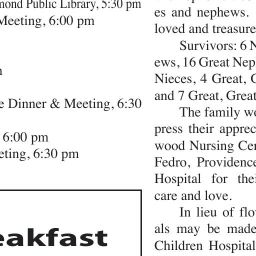 mond Public Library, 5:30 pm
Meeting, 6:00 pm
e Dinner & Meeting, 6:30
6:00 pm
eting, 6:30 pm
eakfast
es and nephews.
loved and treasure
Survivors: 6 N
ews, 16 Great Nep
Nieces, 4 Great, G
and 7 Great, Great
The family wo
press their apprec
wood Nursing Cen
Fedro, Providence
Hospital for thei
care and love.
In lieu of flo
als may be made
Children Hospital